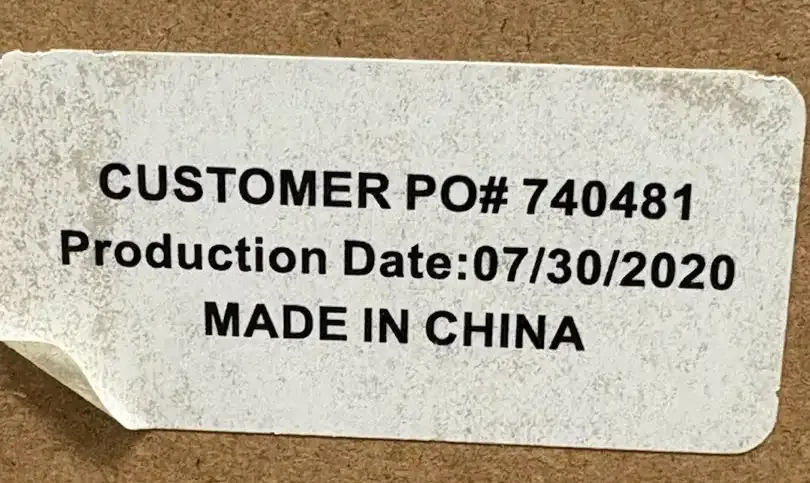 CUSTOMER PO# 740481
Production Date:07/30/2020
MADE IN CHINA